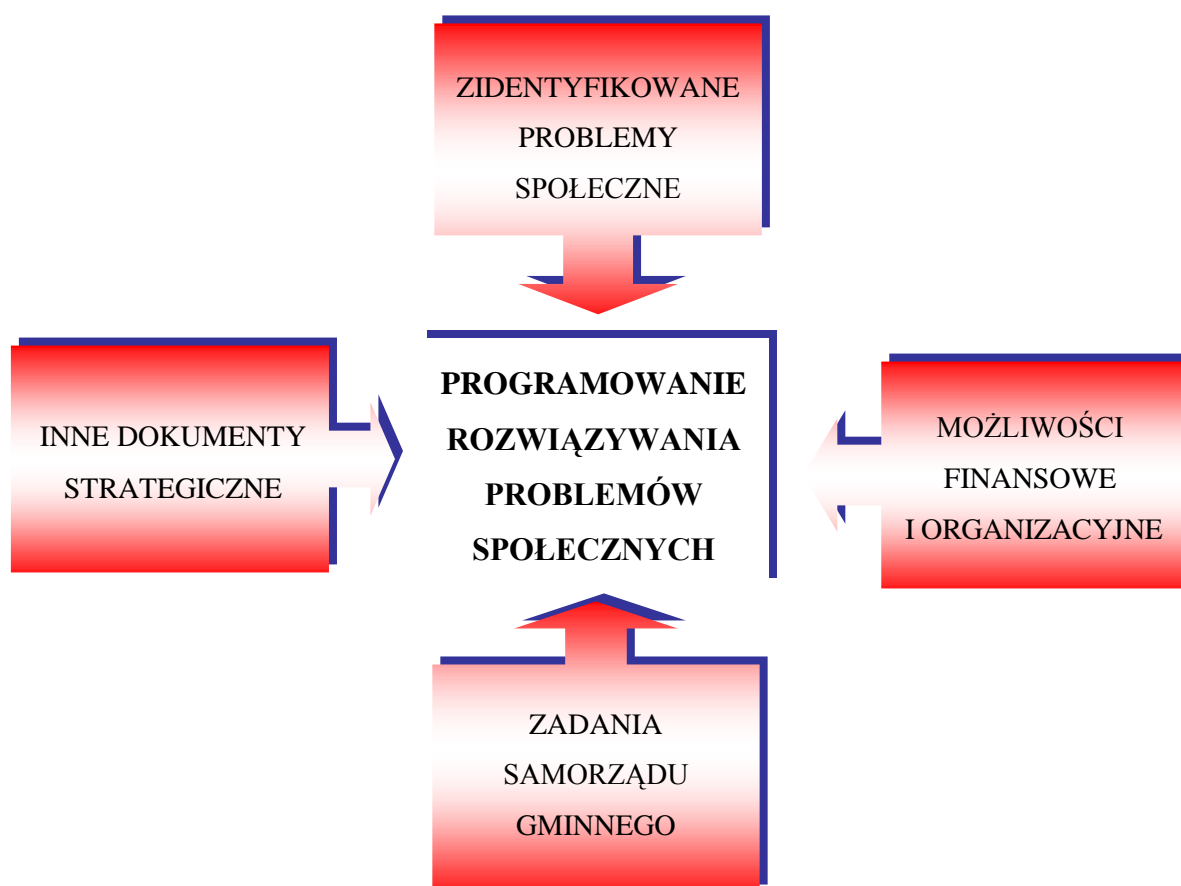 ZIDENTYFIKOWANE
PROBLEMY
SPOŁECZNE
INNE DOKUMENTY
STRATEGICZNE
PROGRAMOWANIE
ROZWIĄZYWANIA
PROBLEMÓW
SPOŁECZNYCH
MOŻLIWOŚCI
FINANSOWE
I ORGANIZACYJNE
ZADANIA
SAMORZĄDU
GMINNEGO